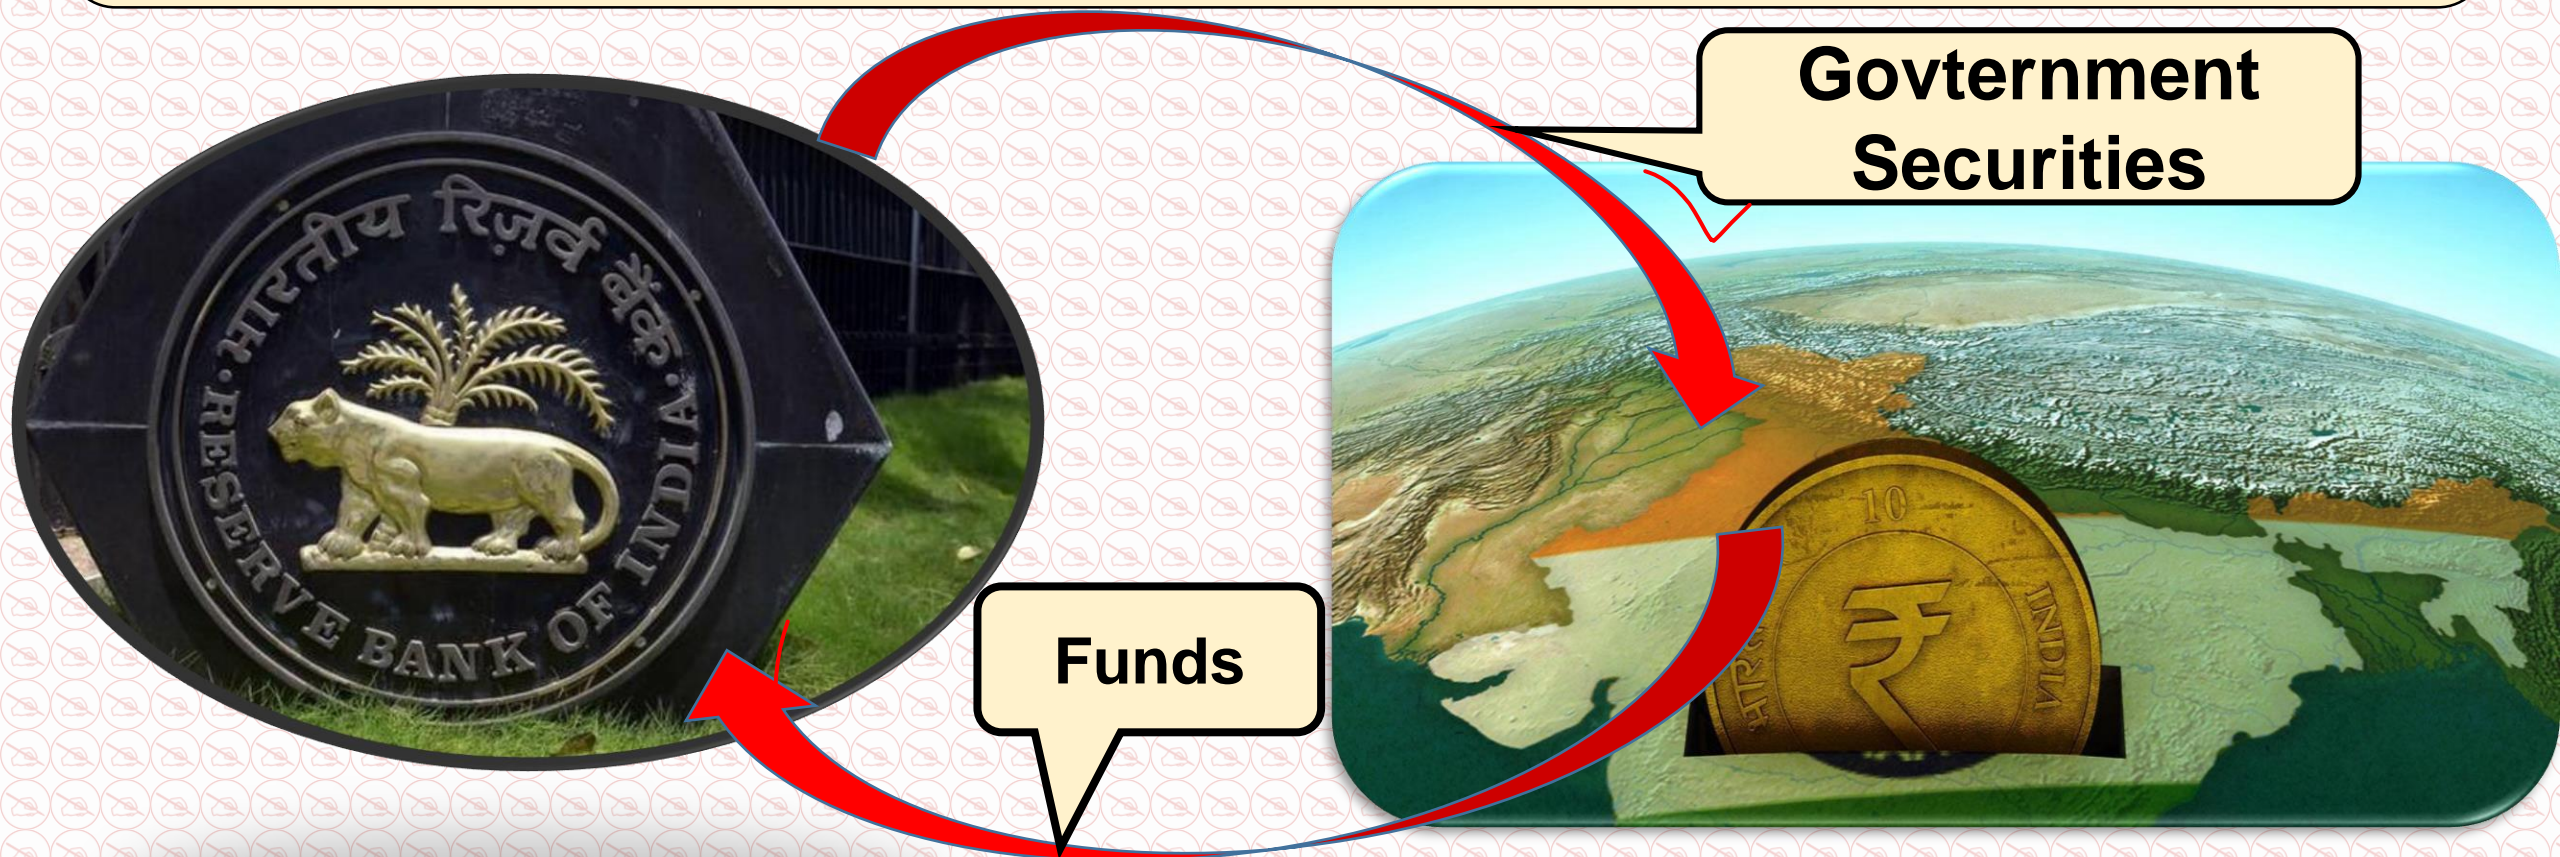 Govternment
Securities
भारतीय रिज़र्व बैंक
RESERVE BANK OF INDIA
Funds
10
₹
INDIA